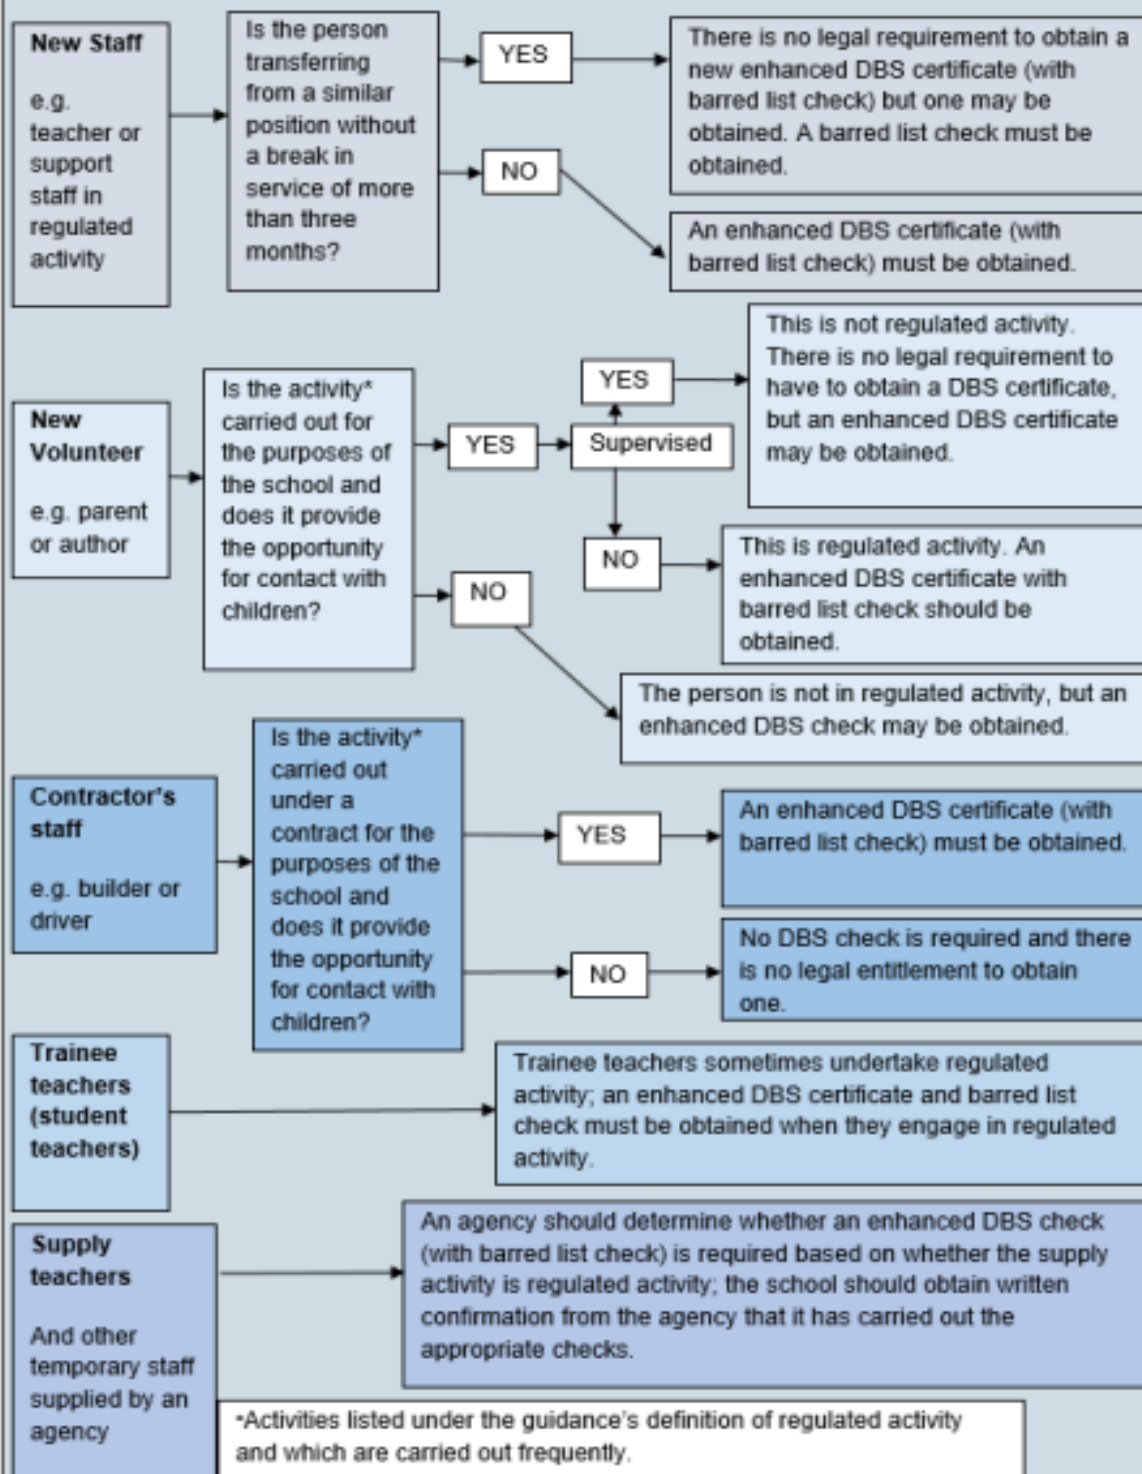 New Staff
e.g.
teacher or
support
staff in
regulated
activity
Is the person
transferring
from a similar
position without
a break in
service of more
than three
months?
YES
There is no legal requirement to obtain a
new enhanced DBS certificate (with
barred list check) but one may be
obtained. A barred list check must be
obtained.
NO
An enhanced DBS certificate (with
barred list check) must be obtained.
New
Volunteer
e.g. parent
or author
Is the activity*
carried out for
the purposes of
the school and
does it provide
the opportunity
for contact with
children?
YES
Supervised
YES
This is not regulated activity.
There is no legal requirement to
have to obtain a DBS certificate,
but an enhanced DBS certificate
may be obtained.
NO
This is regulated activity. An
enhanced DBS certificate with
barred list check should be
obtained.
NO
The person is not in regulated activity, but an
enhanced DBS check may be obtained.
Contractor's
staff
e.g. builder or
driver
Is the activity*
carried out
under a
contract for the
purposes of the
school and
does it provide
the opportunity
for contact with
children?
YES
An enhanced DBS certificate (with
barred list check) must be obtained.
NO
No DBS check is required and there
is no legal entitlement to obtain
one.
Trainee
teachers
(student
teachers)
Trainee teachers sometimes undertake regulated
activity; an enhanced DBS certificate and barred list
check must be obtained when they engage in regulated
activity.
Supply
teachers
And other
temporary staff
supplied by an
agency
An agency should determine whether an enhanced DBS check
(with barred list check) is required based on whether the supply
activity is regulated activity; the school should obtain written
confirmation from the agency that it has carried out the
appropriate checks.
*Activities listed under the guidance's definition of regulated activity
and which are carried out frequently.